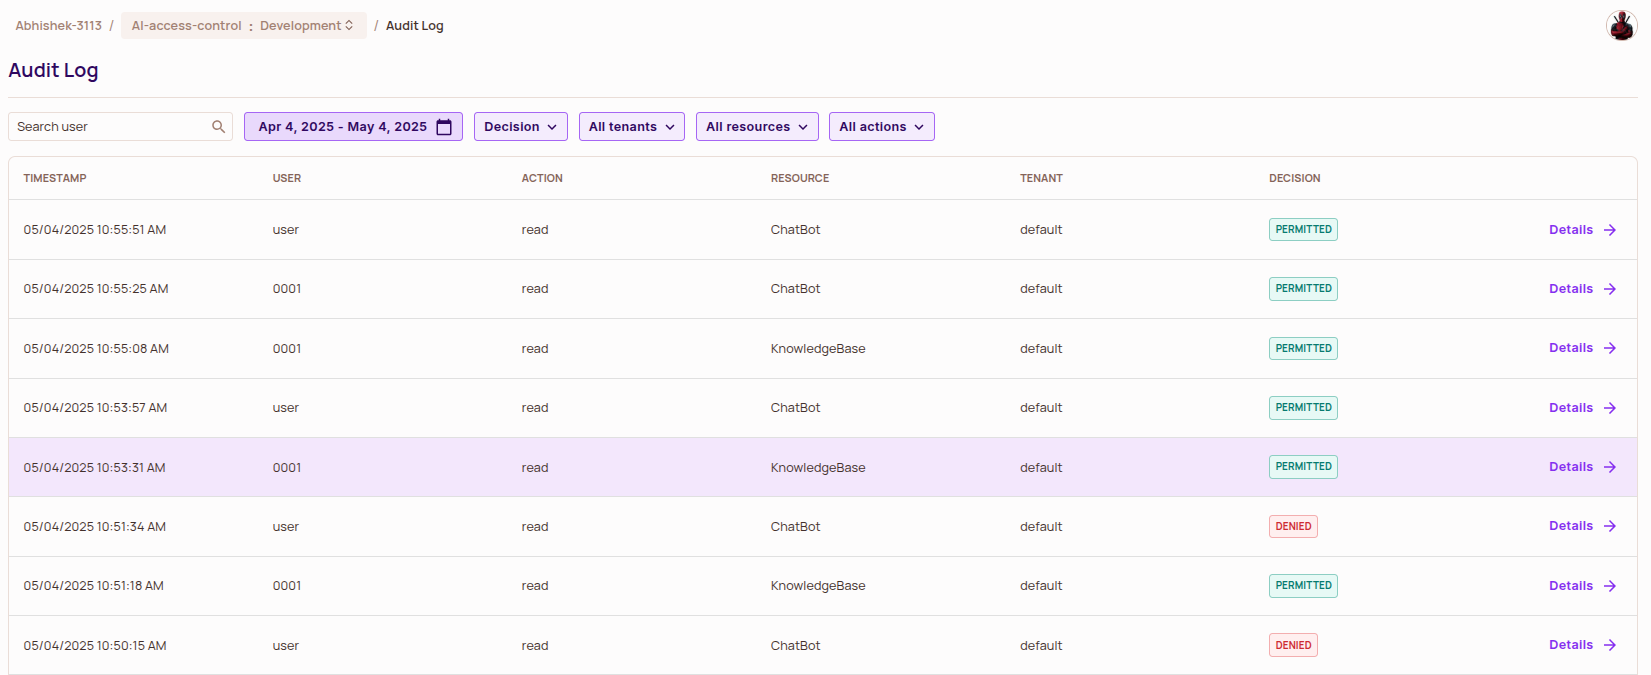 Abhishek-3113 / AI-access-control : Development / Audit Log
Audit Log
Search user Apr 4, 2025 - May 4, 2025 Decision All tenants All resources All actions
TIMESTAMP USER ACTION RESOURCE TENANT DECISION
05/04/2025 10:55:51 AM user read ChatBot default PERMITTED Details
05/04/2025 10:55:25 AM 0001 read ChatBot default PERMITTED Details
05/04/2025 10:55:08 AM 0001 read KnowledgeBase default PERMITTED Details
05/04/2025 10:53:57 AM user read ChatBot default PERMITTED Details
05/04/2025 10:53:31 AM 0001 read KnowledgeBase default PERMITTED Details
05/04/2025 10:51:34 AM user read ChatBot default DENIED Details
05/04/2025 10:51:18 AM 0001 read KnowledgeBase default PERMITTED Details
05/04/2025 10:50:15 AM user read ChatBot default DENIED Details